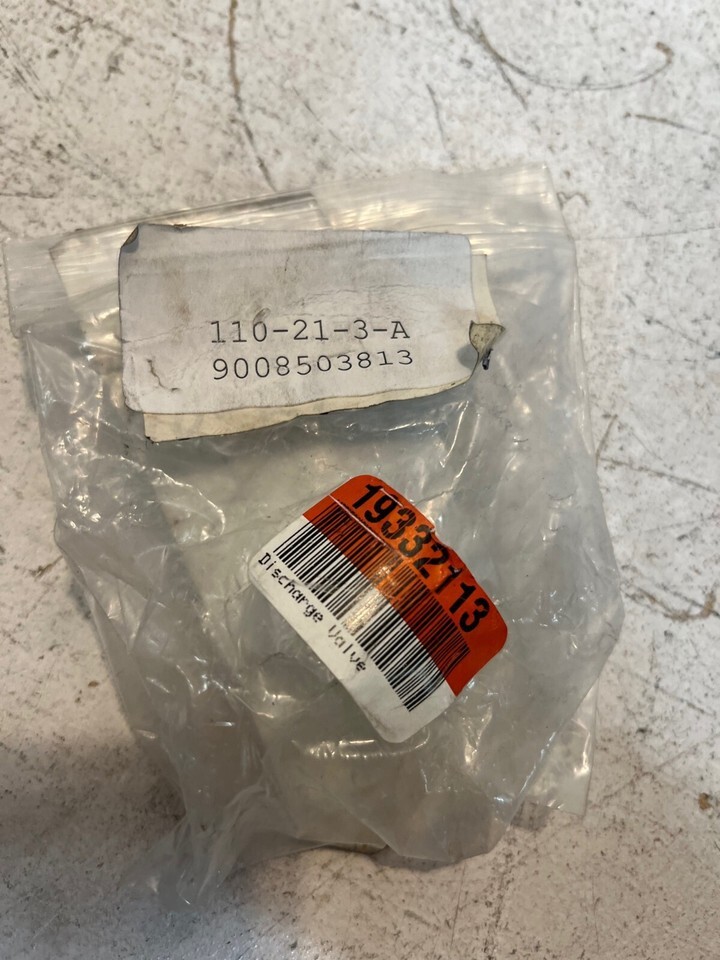 110-21-3-A
9008503813
19332113
Discharge Valve